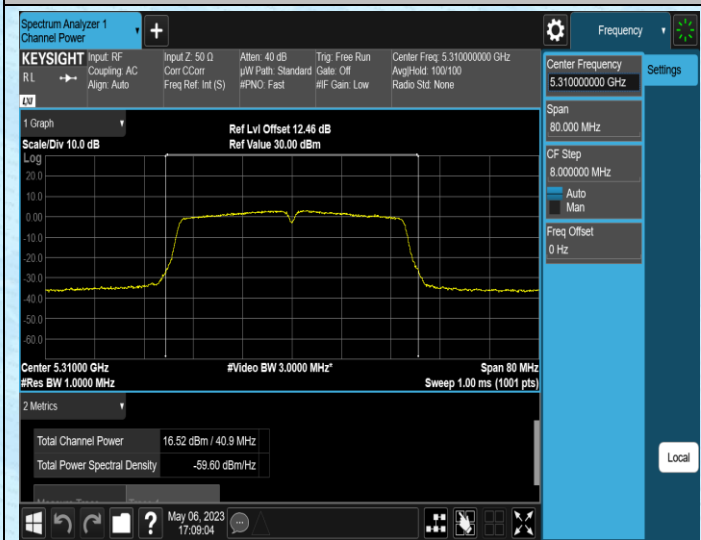 Spectrum Analyzer 1
Channel Power
Frequency
KEYSIGHT
RL
LXI
Input: RF
Coupling: AC
Align: Auto
Input Z: 50 Ω
Corr CCorr
Freq Ref: Int (S)
Atten: 40 dB
µW Path: Standard
#PNO: Fast
Trig: Free Run
Gate: Off
#IF Gain: Low
Center Freq: 5.310000000 GHz
Avg|Hold: 100/100
Radio Std: None
Center Frequency
5.310000000 GHz
Settings
Span
80.000 MHz
CF Step
8.000000 MHz
Auto
Man
Freq Offset
0 Hz
1 Graph
Scale/Div 10.0 dB
Ref Lvl Offset 12.46 dB
Ref Value 30.00 dBm
Log
20.0
10.0
0.00
-10.0
-20.0
-30.0
-40.0
-50.0
-60.0
Center 5.31000 GHz
#Video BW 3.0000 MHz*
Span 80 MHz
#Res BW 1.0000 MHz
Sweep 1.00 ms (1001 pts)
2 Metrics
Total Channel Power 16.52 dBm / 40.9 MHz
Total Power Spectral Density -59.60 dBm/Hz
Local
?
May 06, 2023
17:09:04